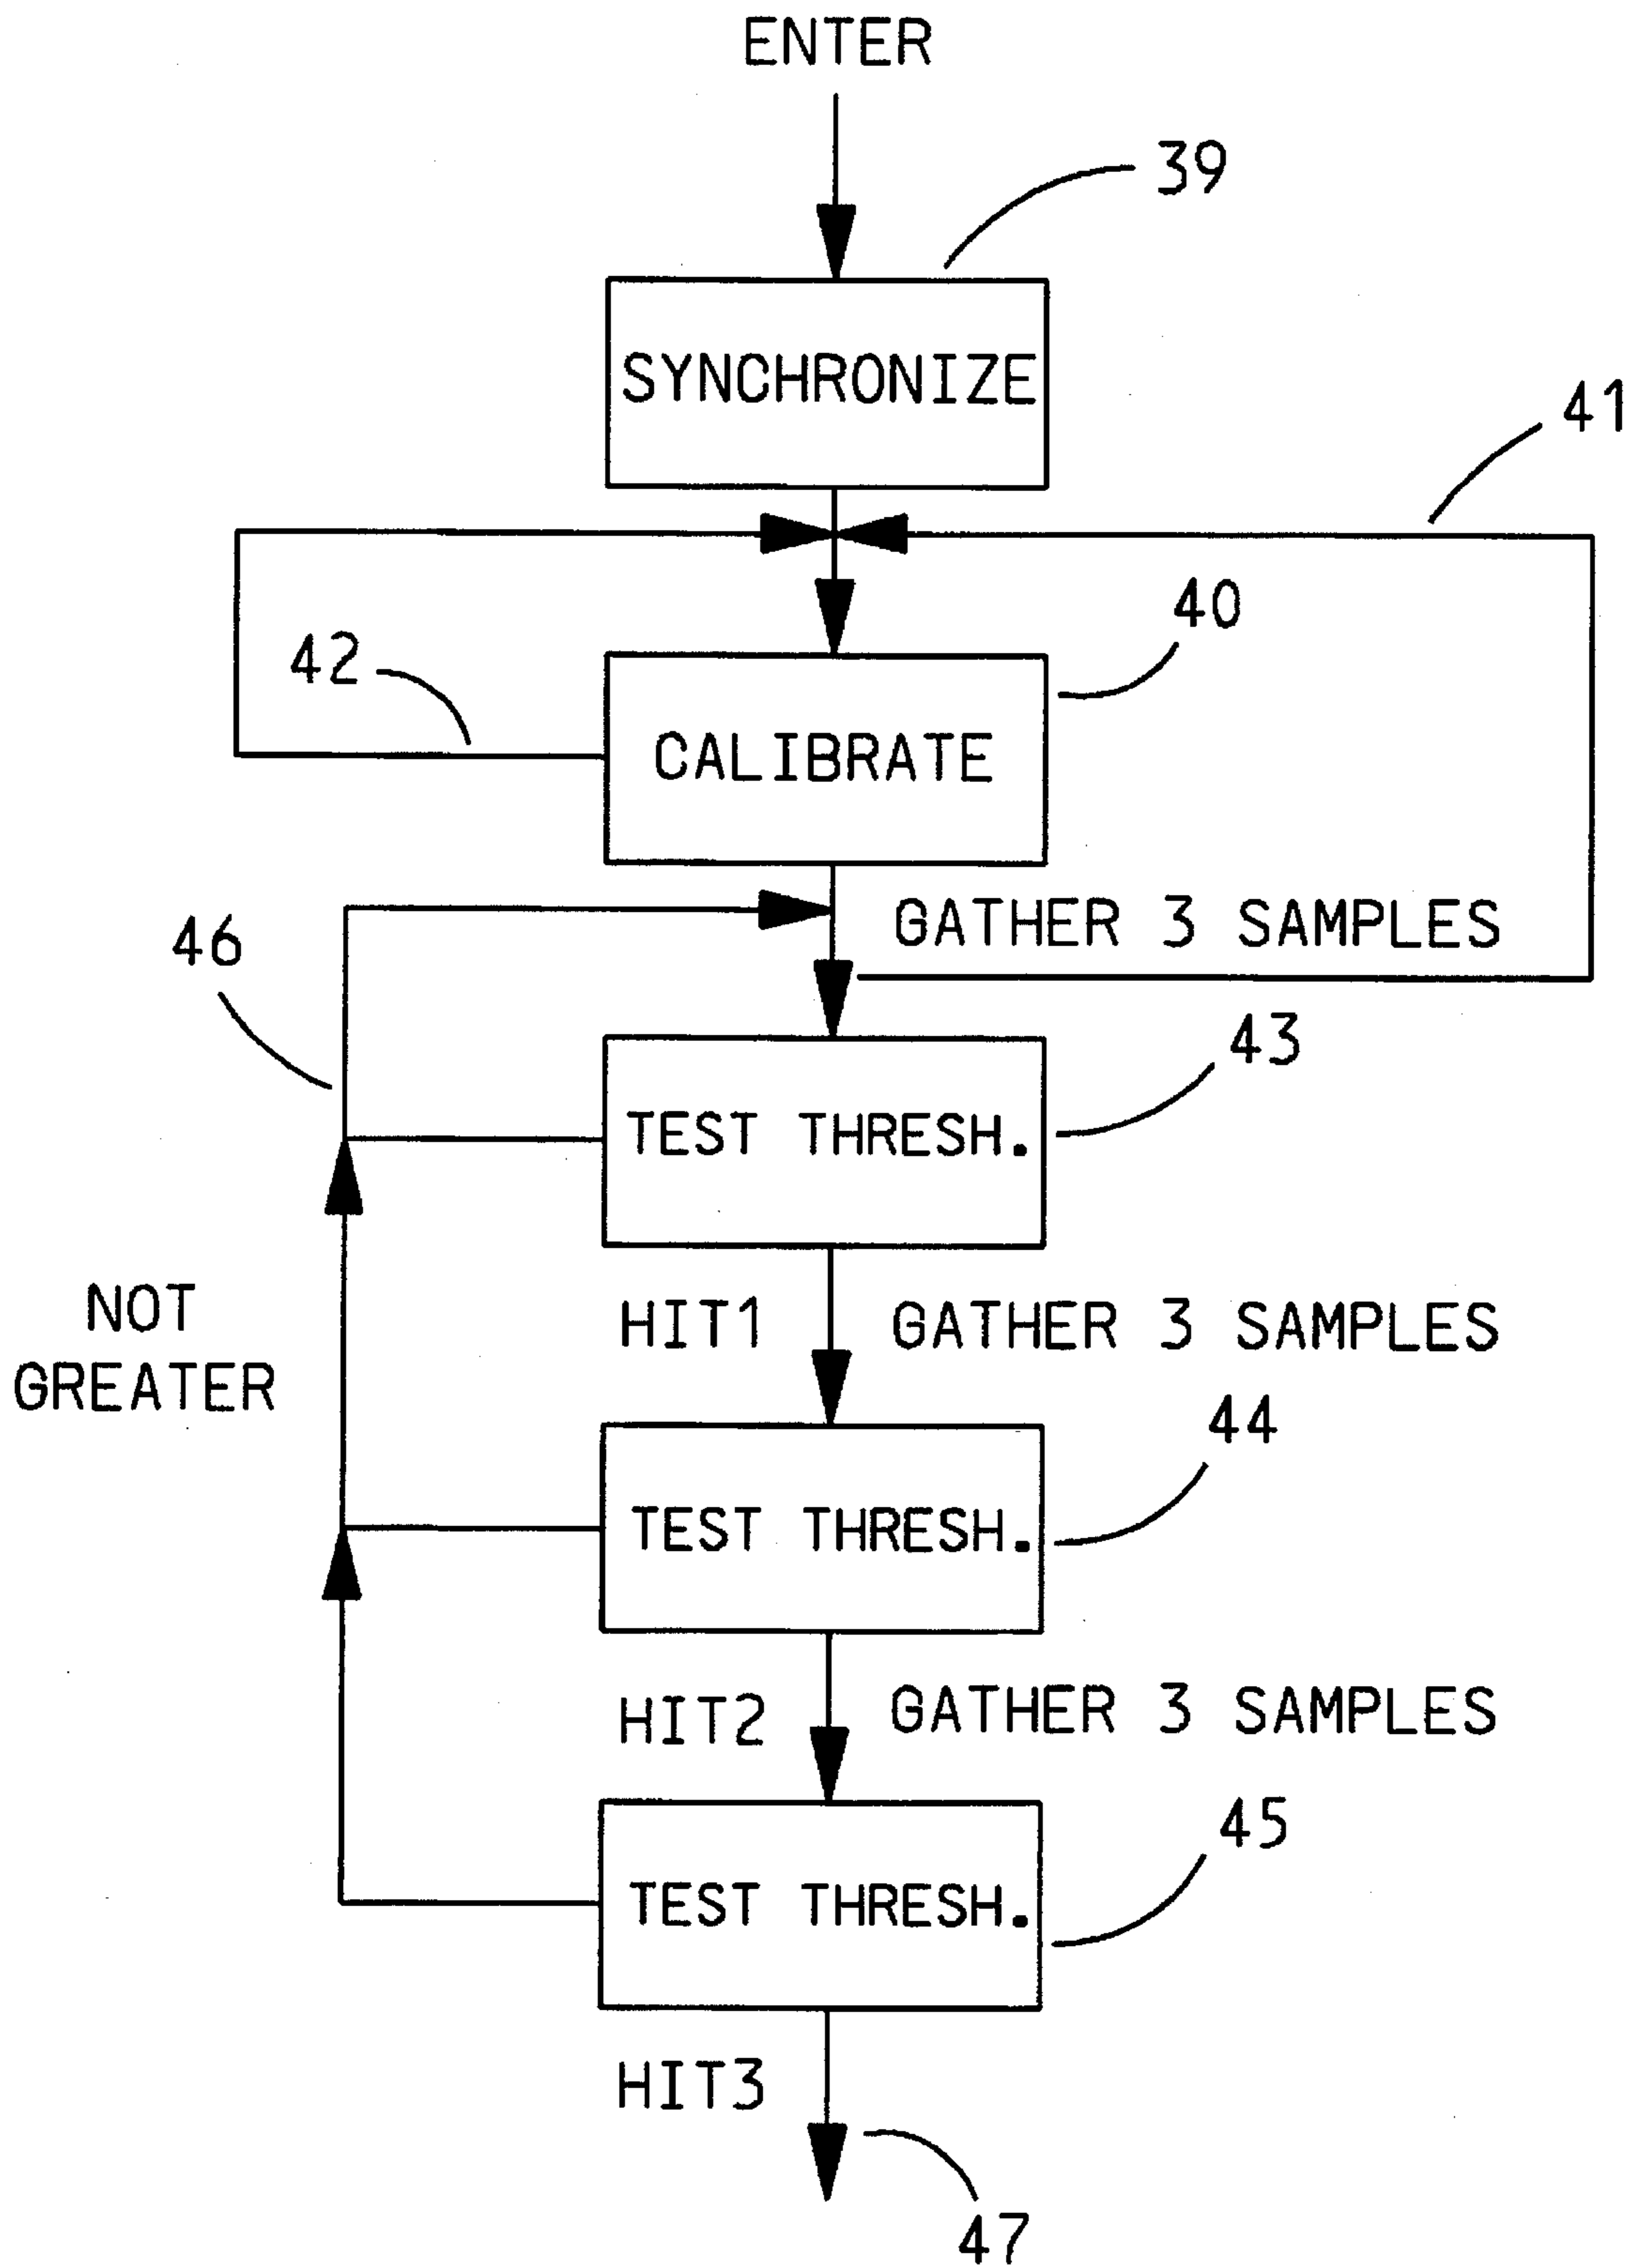 ENTER
39
SYNCHRONIZE
41
40
42
CALIBRATE
GATHER 3 SAMPLES
46
43
TEST THRESH.
NOT
GREATER
HIT1
GATHER 3 SAMPLES
44
TEST THRESH.
HIT2
GATHER 3 SAMPLES
45
TEST THRESH.
HIT3
47